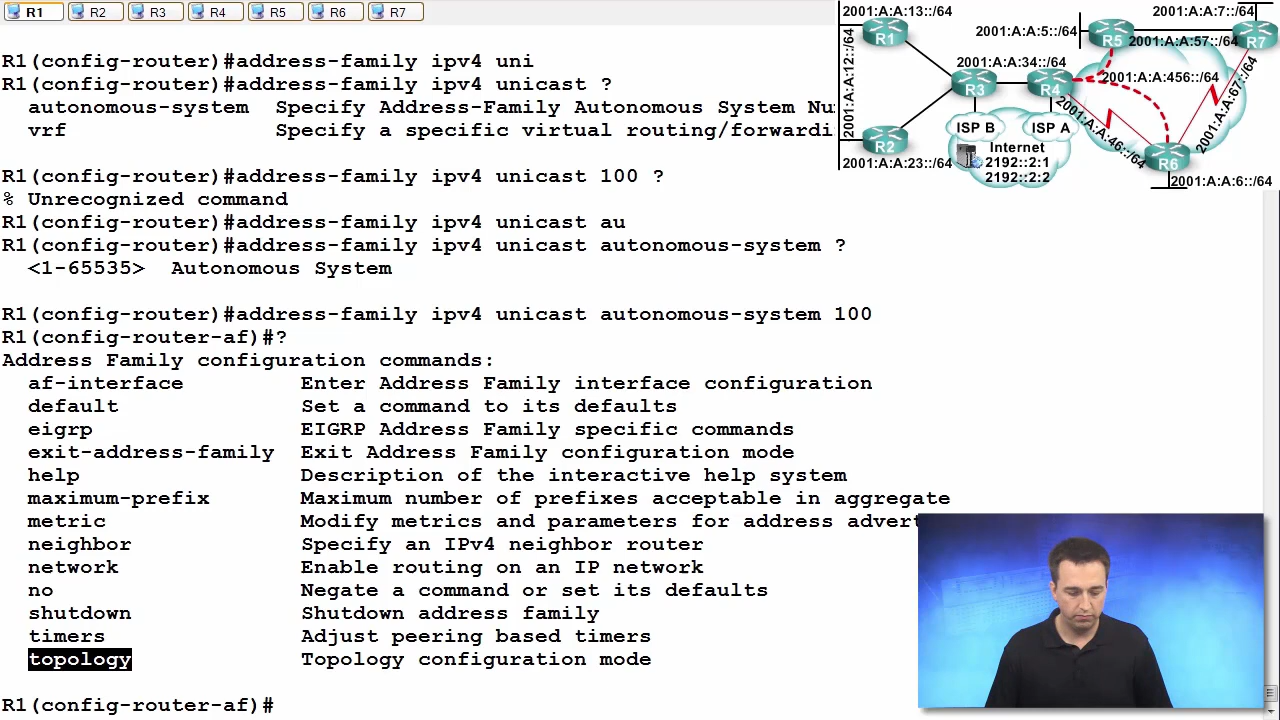 R1
R2
R3
R4
R5
R6
R7
R1(config-router)#address-family ipv4 uni
R1(config-router)#address-family ipv4 unicast ?
autonomous-system Specify Address-Family Autonomous System Nu
vrf Specify a specific virtual routing/forwardi
R1(config-router)#address-family ipv4 unicast 100 ?
% Unrecognized command
R1(config-router)#address-family ipv4 unicast au
R1(config-router)#address-family ipv4 unicast autonomous-system ?
<1-65535> Autonomous System
R1(config-router)#address-family ipv4 unicast autonomous-system 100
R1(config-router-af)#?
Address Family configuration commands:
af-interface Enter Address Family interface configuration
default Set a command to its defaults
eigrp EIGRP Address Family specific commands
exit-address-family Exit Address Family configuration mode
help Description of the interactive help system
maximum-prefix Maximum number of prefixes acceptable in aggregate
metric Modify metrics and parameters for address advert
neighbor Specify an IPv4 neighbor router
network Enable routing on an IP network
no Negate a command or set its defaults
shutdown Shutdown address family
timers Adjust peering based timers
topology Topology configuration mode
R1(config-router-af)#
2001:A:A:13::/64
2001:A:A:7::/64
R1
2001:A:A:5::/64
R5
2001:A:A:57::/64
R7
2001:A:A:12::/64
2001:A:A:34::/64
R3
R4
2001:A:A:456::/64
2001:A:A:67::/64
ISP B
ISP A
2001:A:A:46::/64
R2
Internet
R6
2001:A:A:23::/64
2192::2:1
2192::2:2
2001:A:A:6::/64